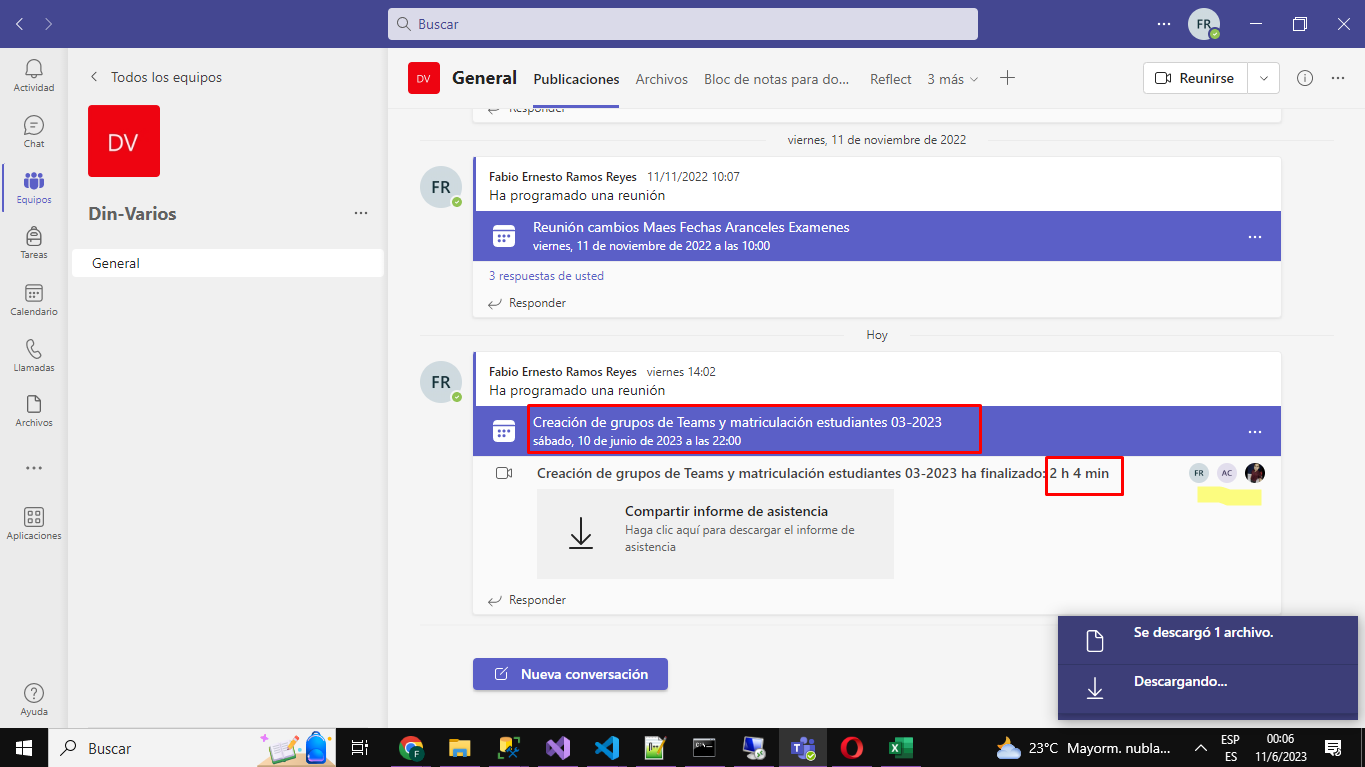 Buscar
FR
Actividad
Chat
Equipos
Tareas
Calendario
Llamadas
Archivos
Aplicaciones
Ayuda
Todos los equipos
DV
Din-Varios
General
DV
General
Publicaciones
Archivos
Bloc de notas para do...
Reflect
3 más
Reunirse
Responder
viernes, 11 de noviembre de 2022
FR
Fabio Ernesto Ramos Reyes 11/11/2022 10:07
Ha programado una reunión
Reunión cambios Maes Fechas Aranceles Examenes
viernes, 11 de noviembre de 2022 a las 10:00
3 respuestas de usted
Responder
Hoy
FR
Fabio Ernesto Ramos Reyes viernes 14:02
Ha programado una reunión
Creación de grupos de Teams y matriculación estudiantes 03-2023
sábado, 10 de junio de 2023 a las 22:00
Creación de grupos de Teams y matriculación estudiantes 03-2023 ha finalizado: 2 h 4 min
FR AC
Compartir informe de asistencia
Haga clic aquí para descargar el informe de
asistencia
Responder
Nueva conversación
Se descargó 1 archivo.
Descargando...
Buscar
23°C Mayorm. nubla...
ESP
ES
00:06
11/6/2023